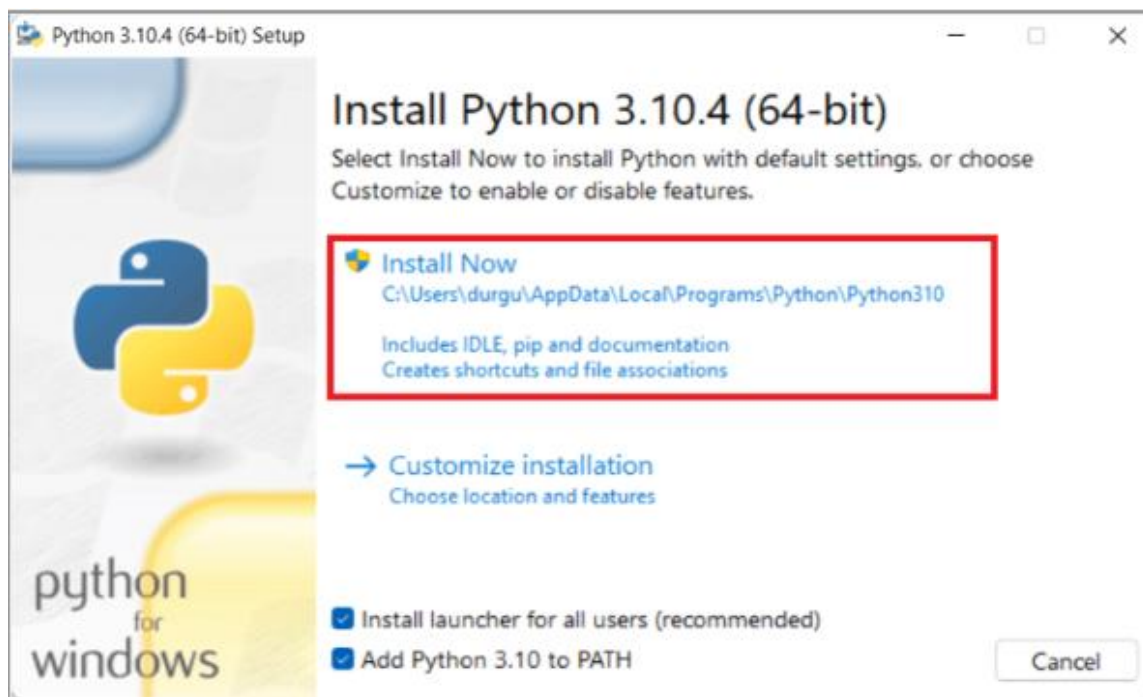 Python 3.10.4 (64-bit) Setup
Install Python 3.10.4 (64-bit)
Select Install Now to install Python with default settings, or choose
Customize to enable or disable features.
Install Now
C:\Users\durgu\AppData\Local\Programs\Python\Python310
Includes IDLE, pip and documentation
Creates shortcuts and file associations
Customize installation
Choose location and features
python
for
windows
Install launcher for all users (recommended)
Add Python 3.10 to PATH
Cancel